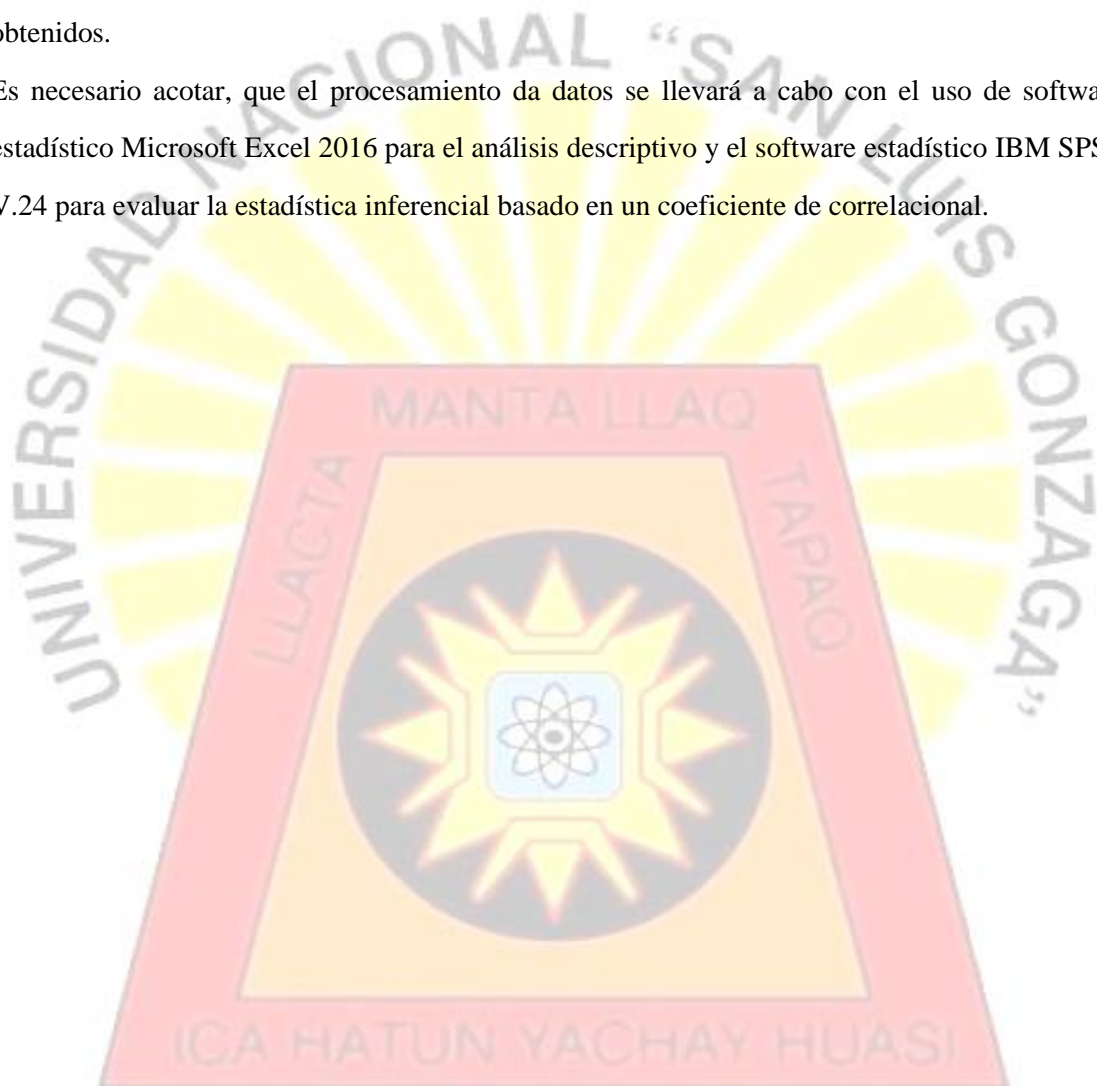 obtenidos.
Es necesario acotar, que el procesamiento da datos se llevará a cabo con el uso de softwa
estadístico Microsoft Excel 2016 para el análisis descriptivo y el software estadístico IBM SPS
V.24 para evaluar la estadística inferencial basado en un coeficiente de correlacional.
UNIVERSIDAD NACIONAL “SAN LUIS GONZAGA”
MANTA LLAQ
LLACTA
TAPAQ
ICA HATUN YACHAY HUASI